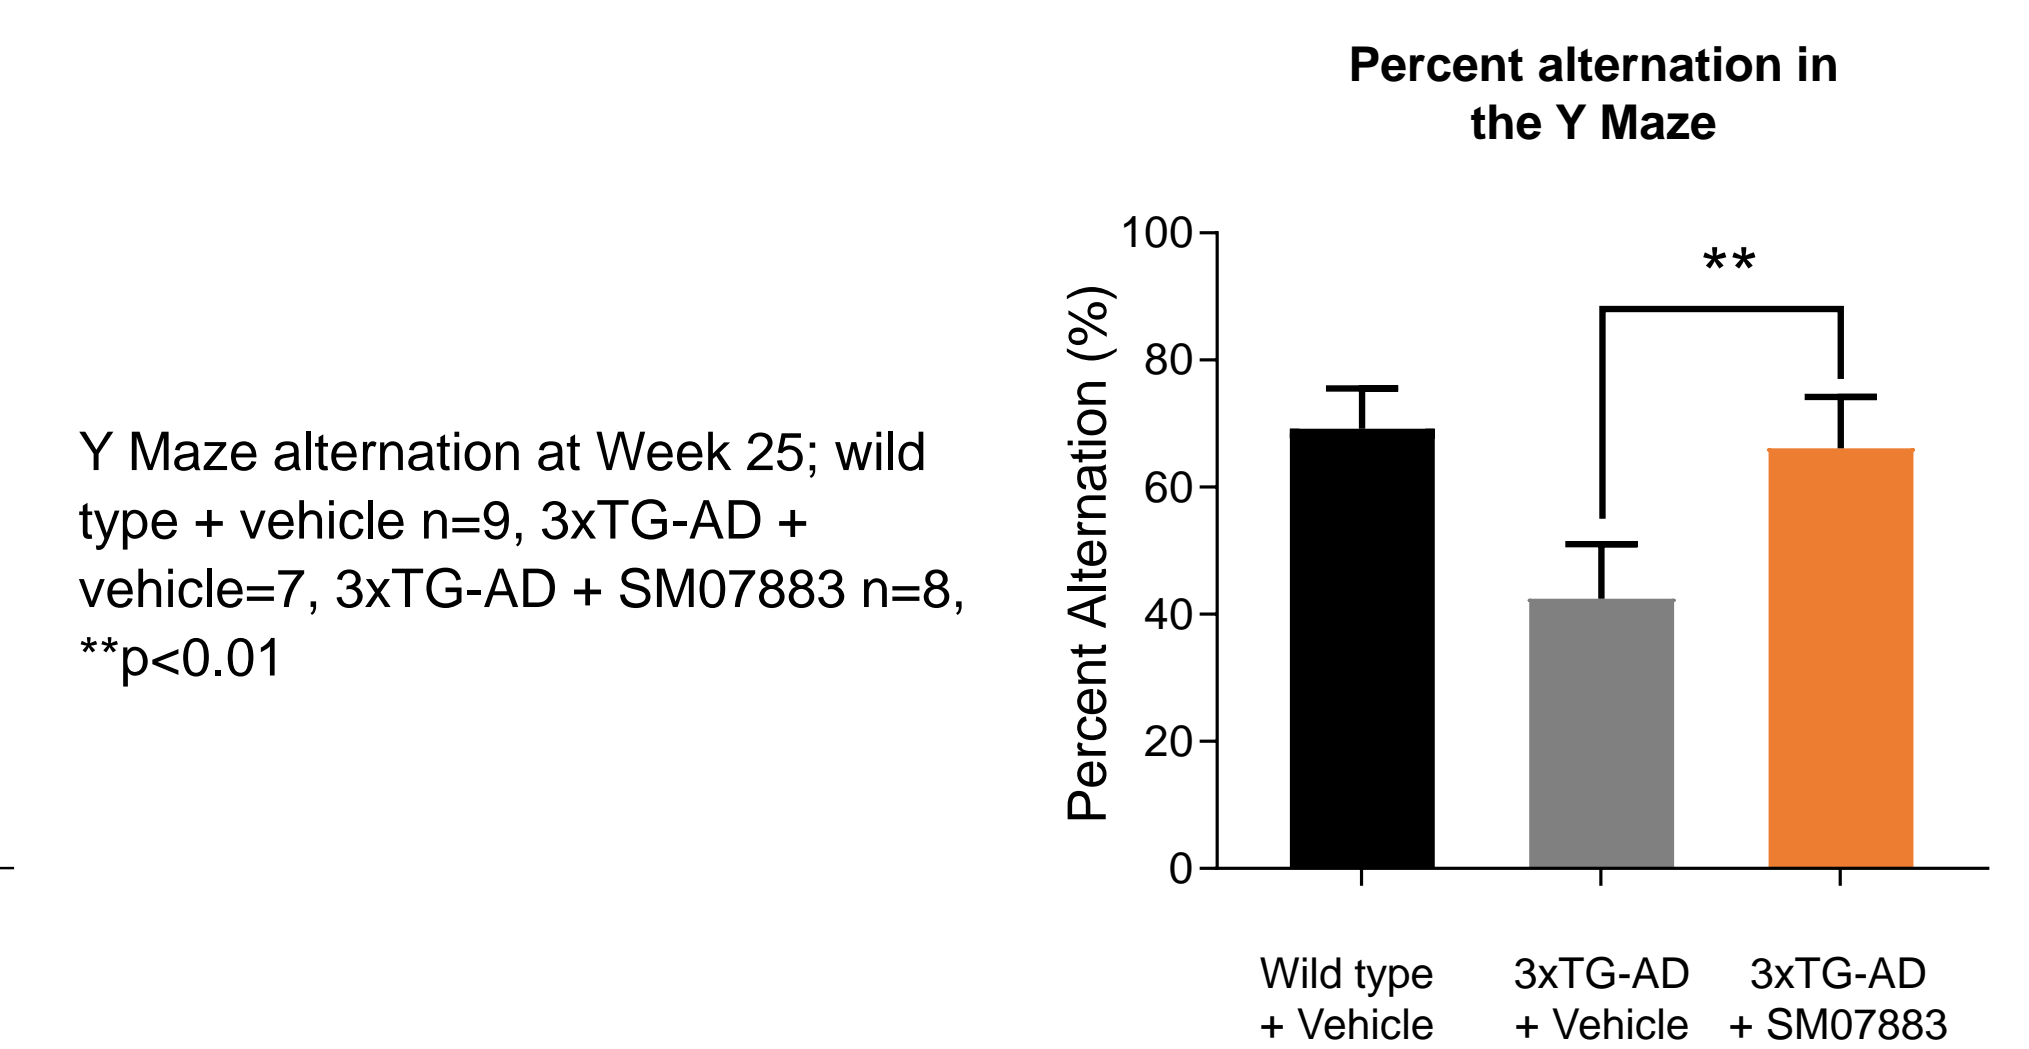 Percent alternation in
the Y Maze
Y Maze alternation at Week 25; wild
type + vehicle n=9, 3xTG-AD +
vehicle=7, 3xTG-AD + SM07883 n=8,
**p<0.01
Percent Alternation (%)
100
80
60
40
20
0
**
Wild type
+ Vehicle
3xTG-AD
+ Vehicle
3xTG-AD
+ SM07883